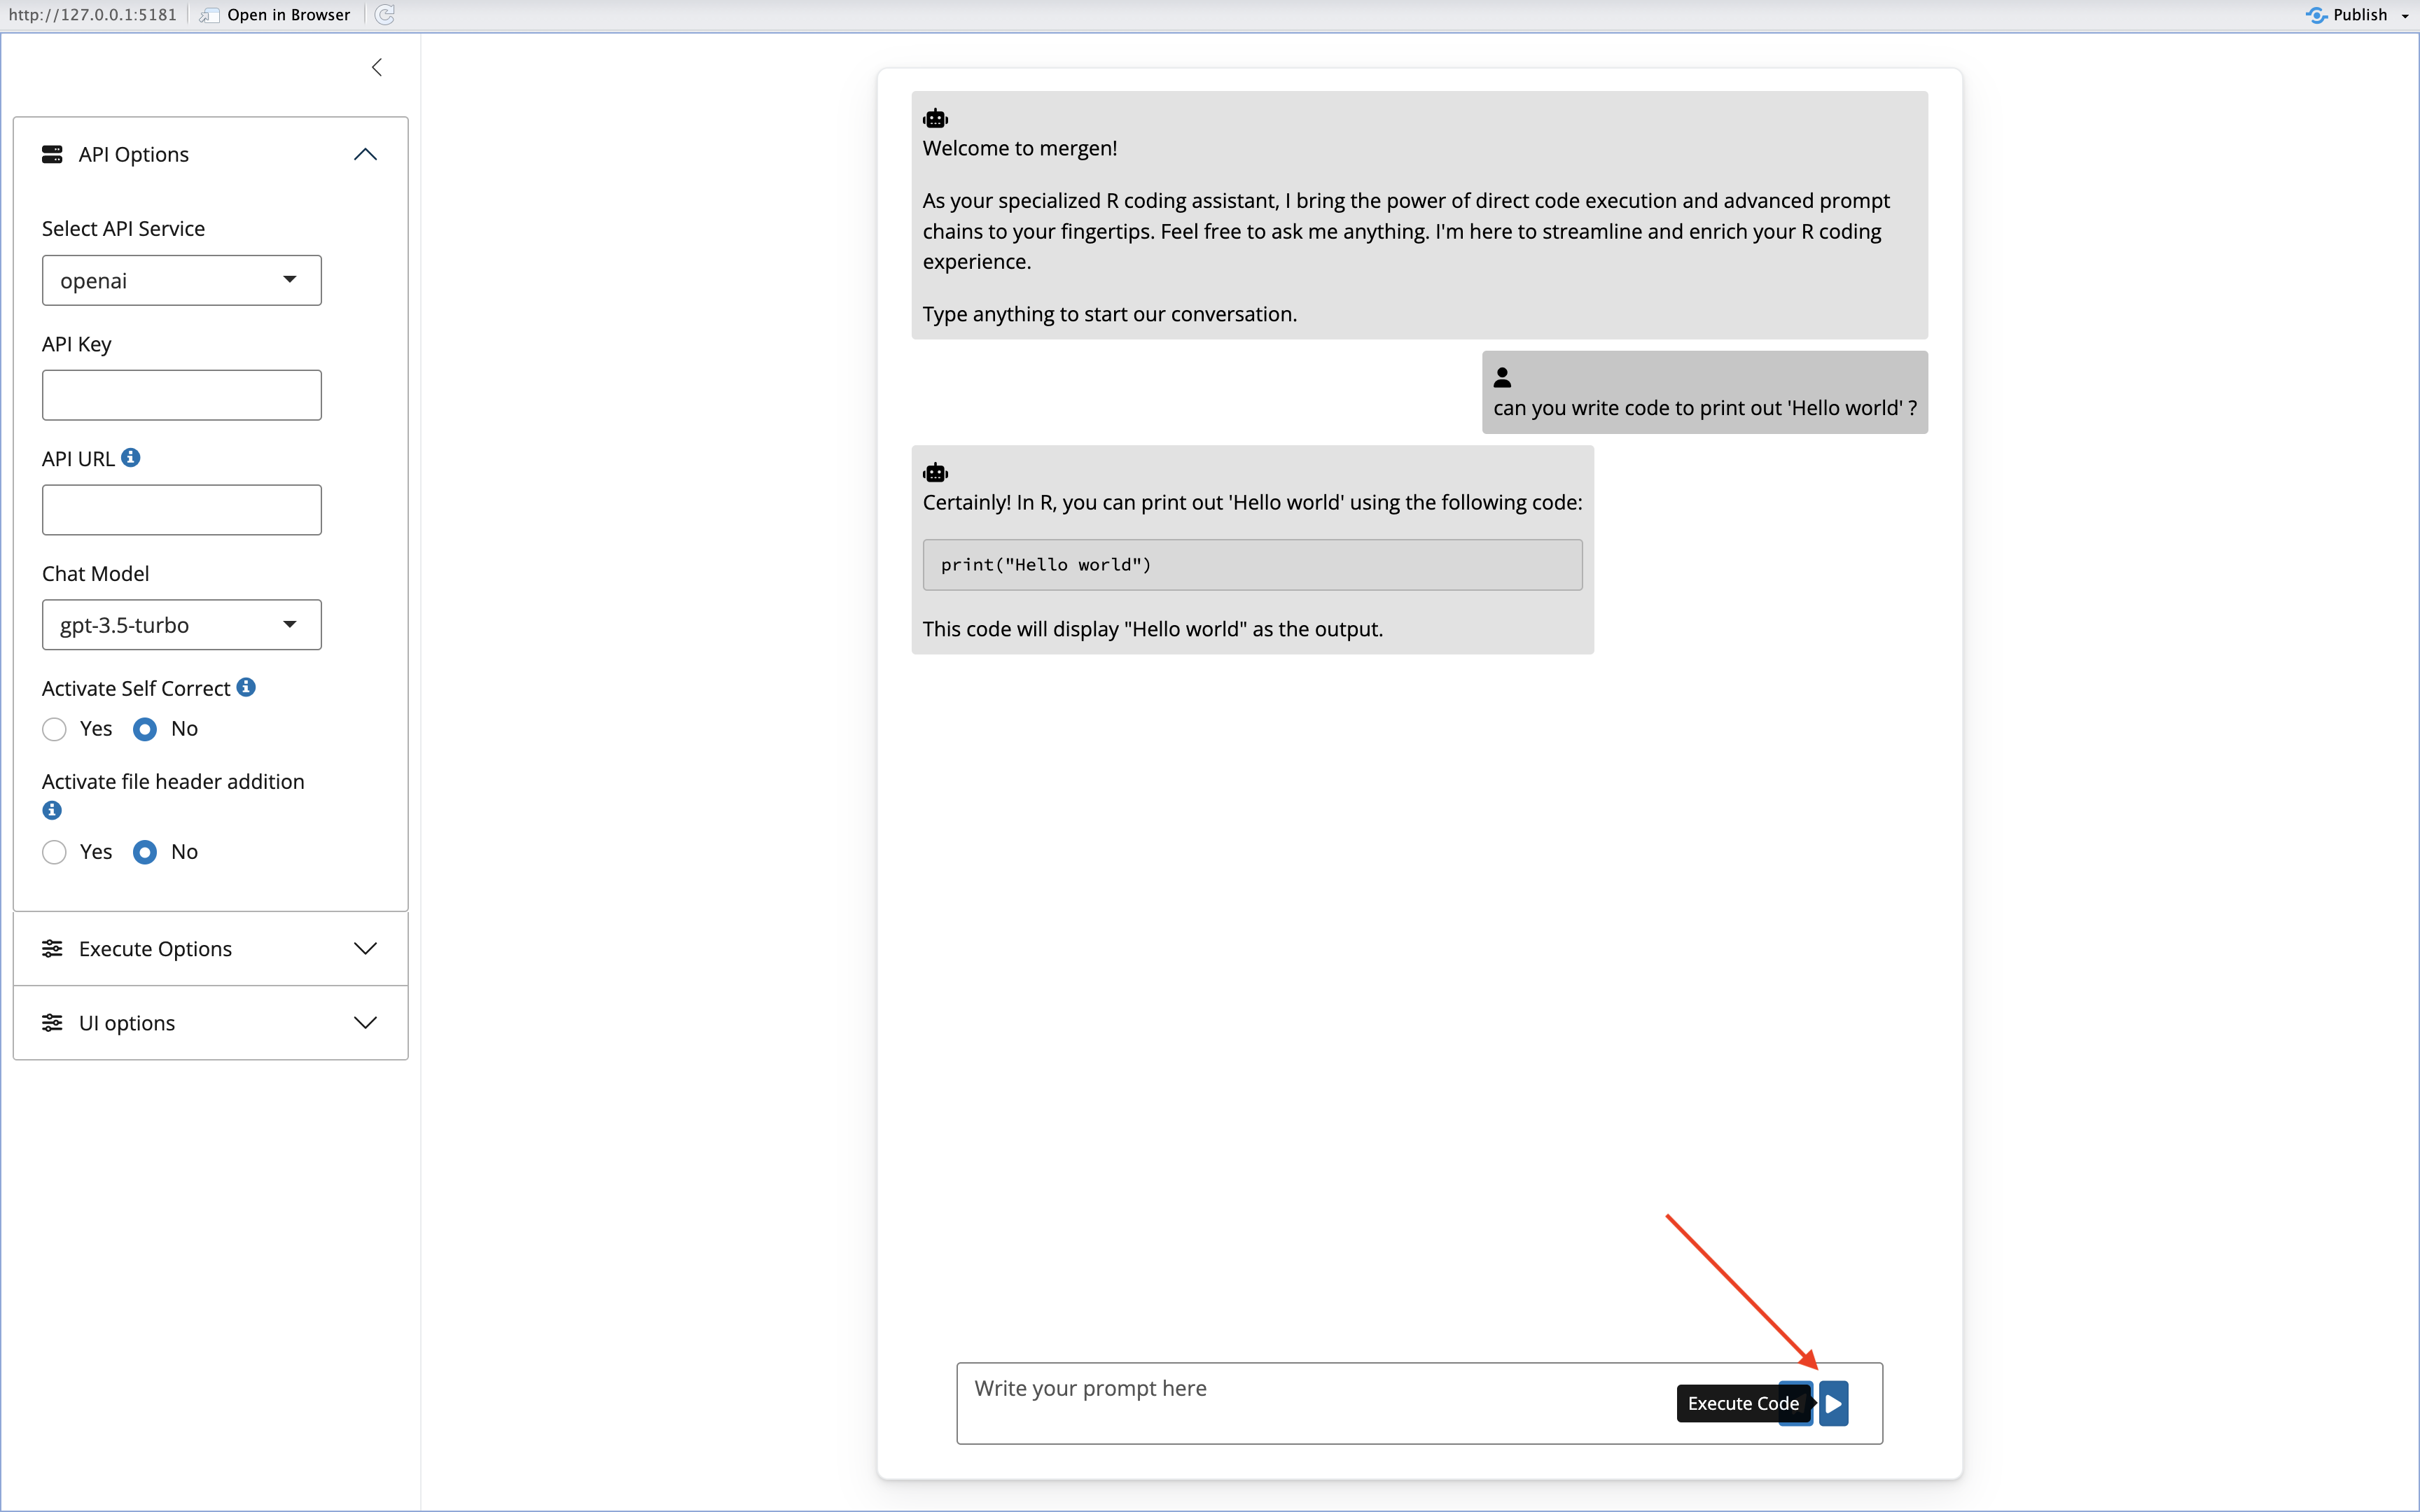 http://127.0.0.1:5181
Open in Browser
Publish
API Options
Select API Service
openai
API Key
API URL
Chat Model
gpt-3.5-turbo
Activate Self Correct
Yes No
Activate file header addition
Yes No
Execute Options
UI options
Welcome to mergen!
As your specialized R coding assistant, I bring the power of direct code execution and advanced prompt
chains to your fingertips. Feel free to ask me anything. I'm here to streamline and enrich your R coding
experience.
Type anything to start our conversation.
can you write code to print out 'Hello world' ?
Certainly! In R, you can print out 'Hello world' using the following code:
print("Hello world")
This code will display "Hello world" as the output.
Write your prompt here
Execute Code